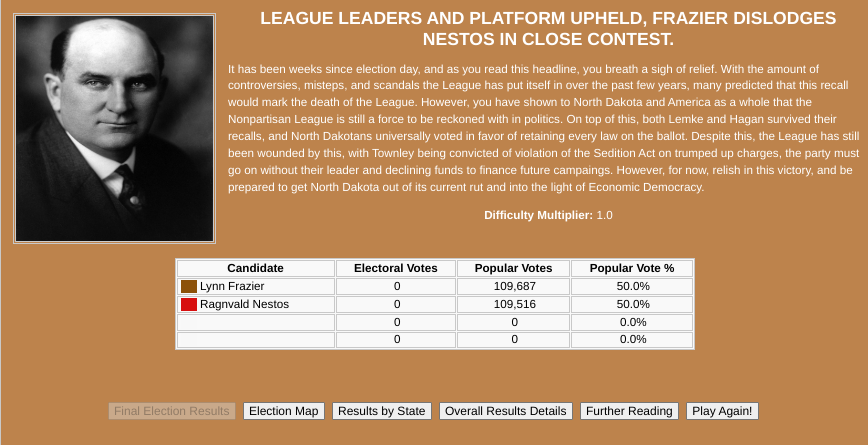 LEAGUE LEADERS AND PLATFORM UPHELD, FRAZIER DISLODGES
NESTOS IN CLOSE CONTEST.
It has been weeks since election day, and as you read this headline, you breath a sigh of relief. With the amount of
controversies, misteps, and scandals the League has put itself in over the past few years, many predicted that this recall
would mark the death of the League. However, you have shown to North Dakota and America as a whole that the
Nonpartisan League is still a force to be reckoned with in politics. On top of this, both Lemke and Hagan survived their
recalls, and North Dakotans universally voted in favor of retaining every law on the ballot. Despite this, the League has still
been wounded by this, with Townley being convicted of violation of the Sedition Act on trumped up charges, the party must
go on without their leader and declining funds to finance future campaings. However, for now, relish in this victory, and be
prepared to get North Dakota out of its current rut and into the light of Economic Democracy.
Difficulty Multiplier: 1.0
Candidate Electoral Votes Popular Votes Popular Vote %
Lynn Frazier 0 109,687 50.0%
Ragnvald Nestos 0 109,516 50.0%
0 0 0.0%
0 0 0.0%
Final Election Results Election Map Results by State Overall Results Details Further Reading Play Again!